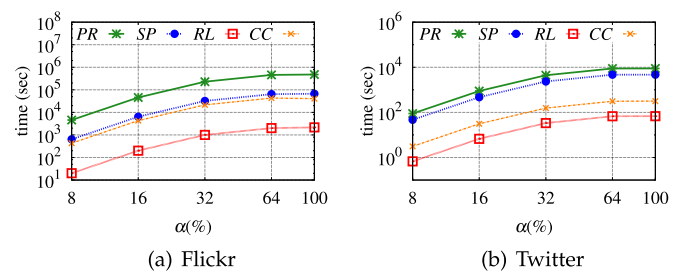 PR SP RL CC
time (sec)
10^8
10^7
10^6
10^5
10^4
10^3
10^2
10^1
8 16 32 64 100
α(%)
(a) Flickr
PR SP RL CC
time (sec)
10^6
10^4
10^2
10^0
8 16 32 64 100
α(%)
(b) Twitter